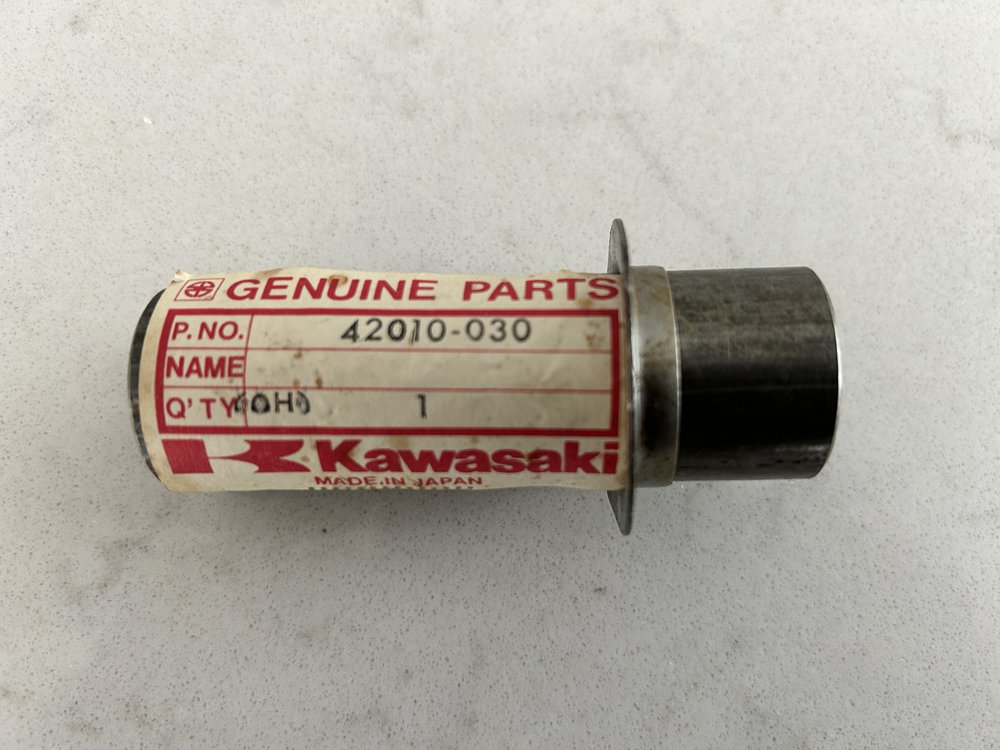 GENUINE PARTS
P. NO. 42010-030
NAME
Q'TY 1
Kawasaki
MADE IN JAPAN